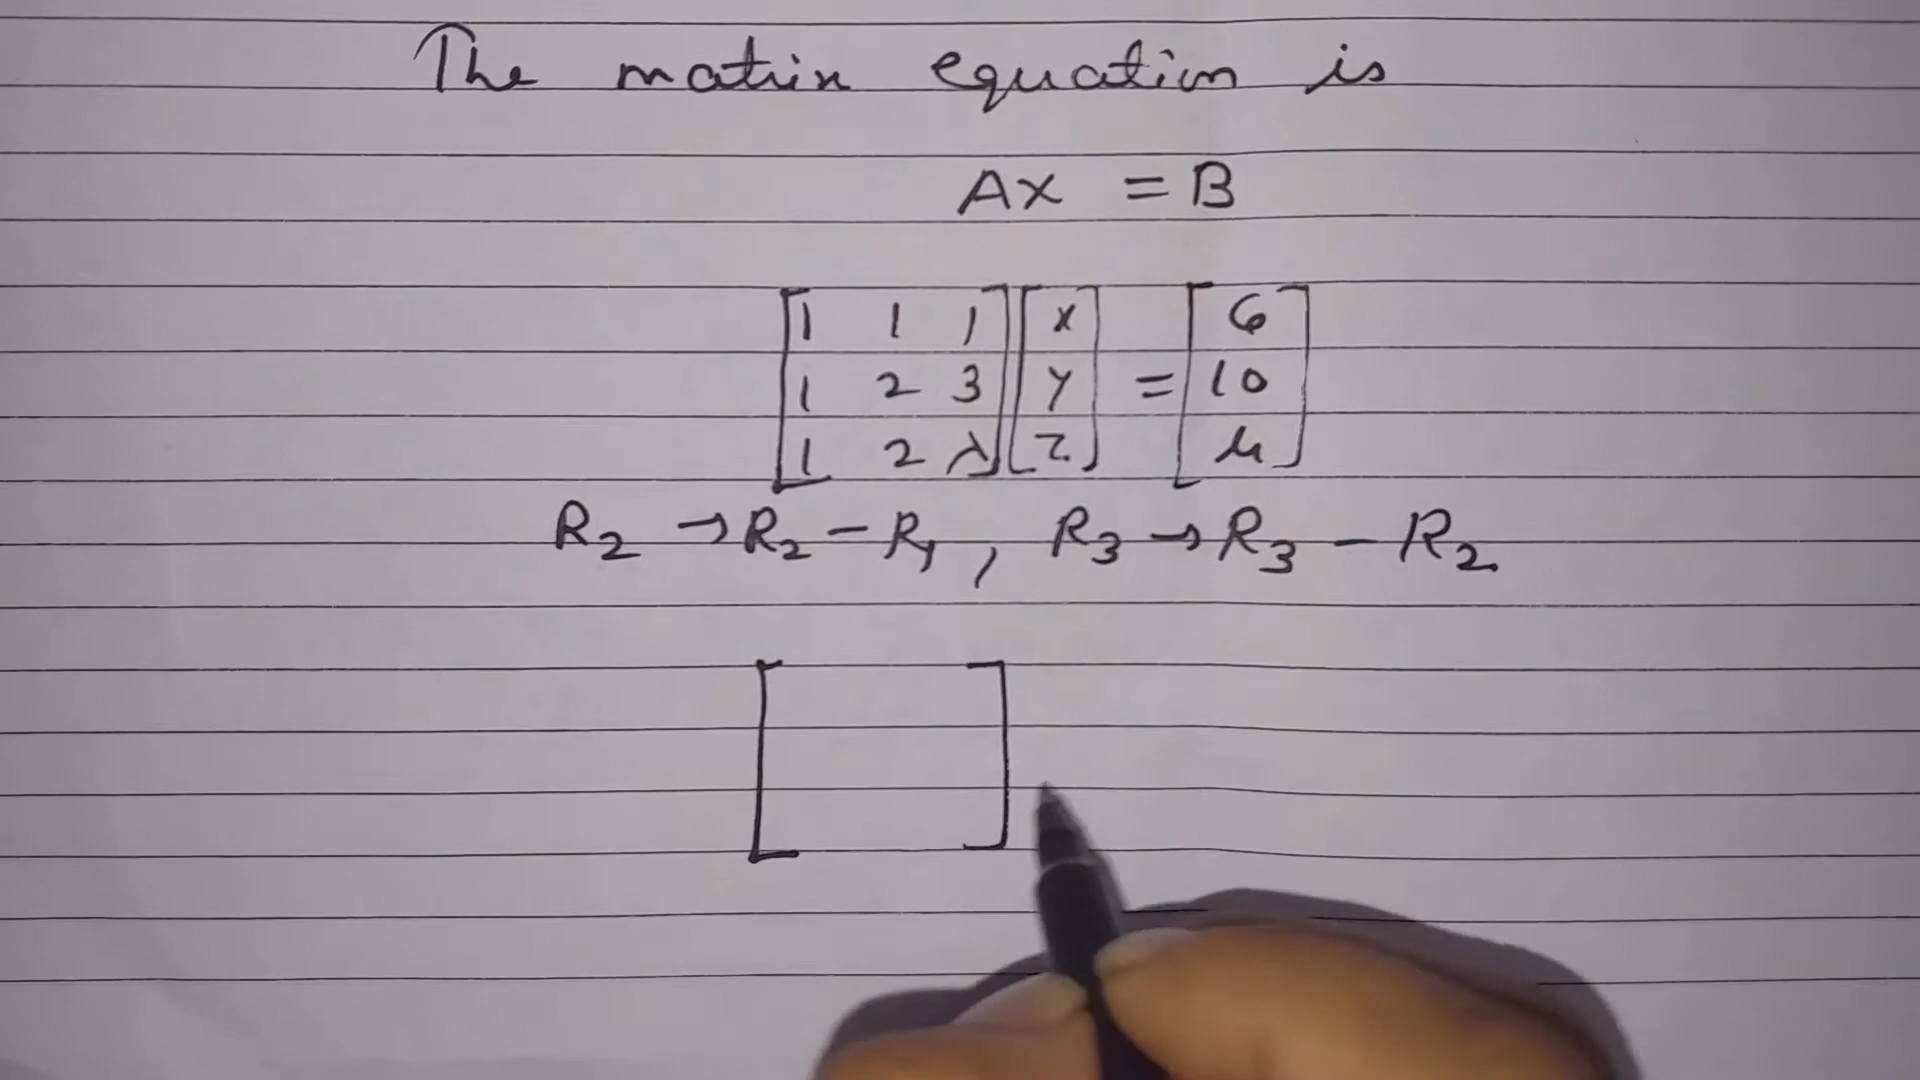 The matrix equation is
AX = B
[1 1 1] [x] = [6]
[1 2 3] [y] = [10]
[1 2 λ] [z] = [μ]
R₂ → R₂ - R₁, R₃ → R₃ - R₂